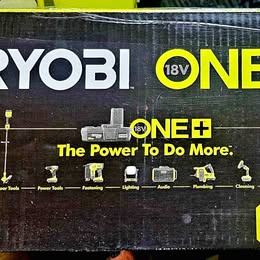 RYOBI 18V ONE
18V ONE+
The Power To Do More.
Power Tools Fastening Lighting Audio Plumbing Cleaning